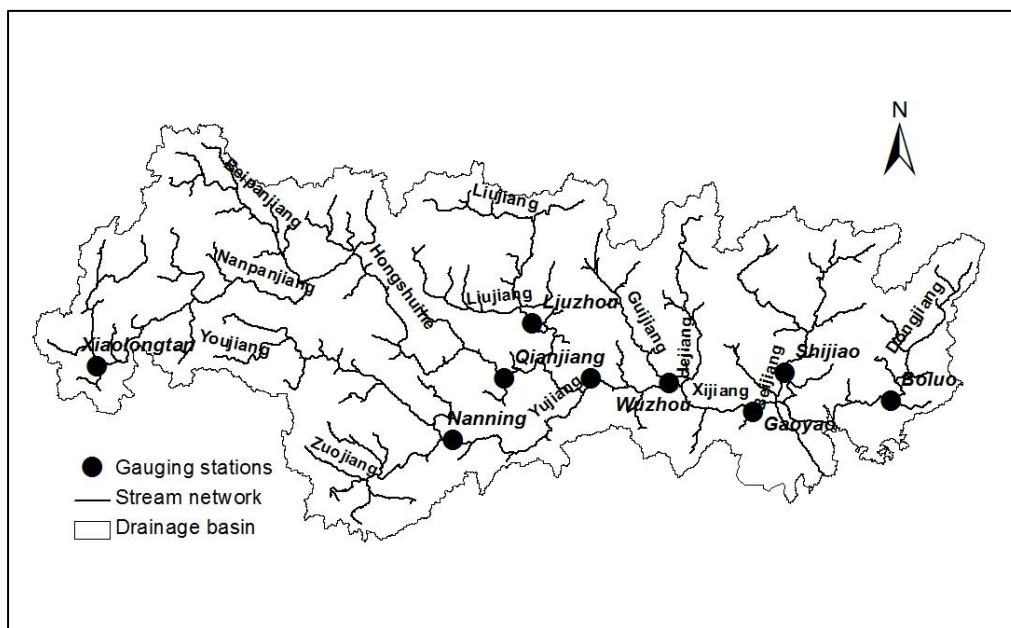 N
Beipanjiang
Liujiang
Nanpanjiang
Hongshuihe
Liujiang
Liuzhou
Guijiang
Hejiang
Dongjiang
Xiaolongtan
Youjiang
Qianjiang
Shijiao
Yujiang
Xijiang
Beijiang
Boluo
Wuzhou
Gaoyao
Nanning
Zuojiang
Gauging stations
Stream network
Drainage basin